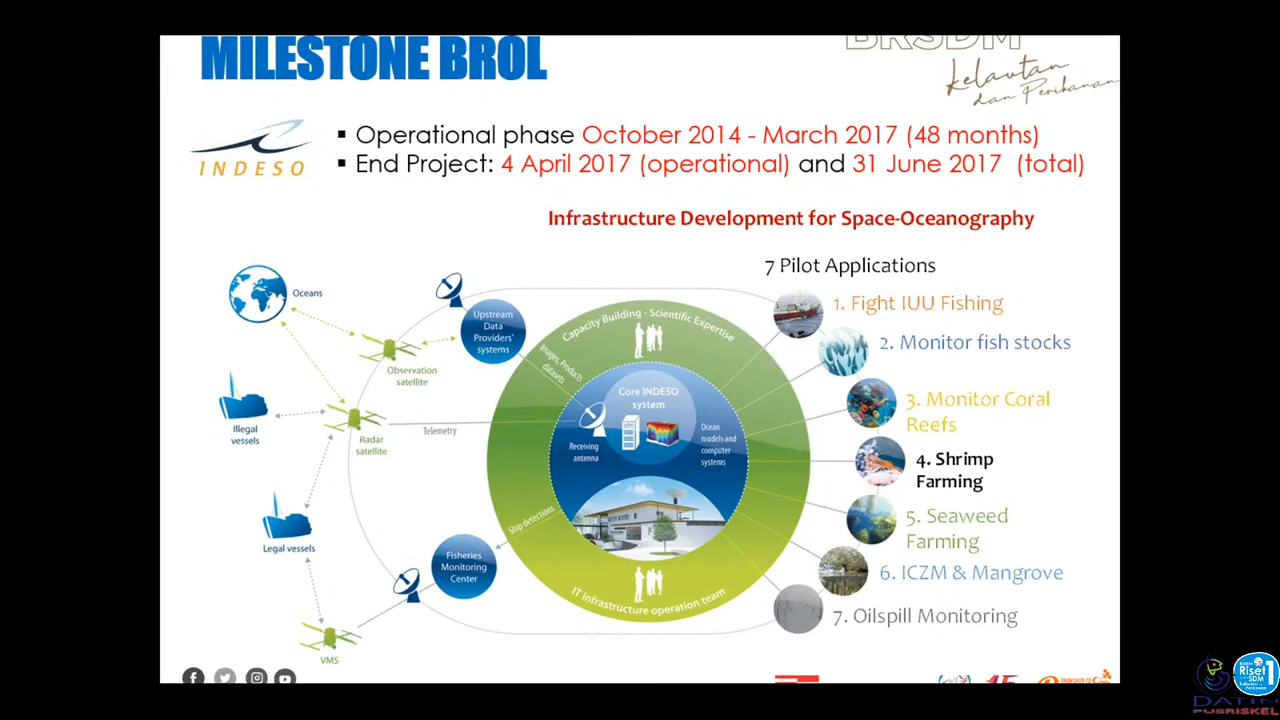 MILESTONE BROL
BRSDM
kelautan
dan Perikanan
INDESO
▪ Operational phase October 2014 - March 2017 (48 months)
▪ End Project: 4 April 2017 (operational) and 31 June 2017 (total)
Infrastructure Development for Space-Oceanography
7 Pilot Applications
Oceans
Upstream
Data
Providers'
systems
Observation
satellite
Illegal
vessels
Radar
satellite
Telemetry
Legal vessels
Fisheries
Monitoring
Center
VMS
Capacity Building - Scientific Expertise
Images, Products
datasets
Core INDESO
system
Receiving
antenna
Ocean
models and
computer
systems
Ship detections
IT Infrastructure operation team
1. Fight IUU Fishing
2. Monitor fish stocks
3. Monitor Coral
Reefs
4. Shrimp
Farming
5. Seaweed
Farming
6. ICZM & Mangrove
7. Oilspill Monitoring
Riset
SDM
DATIN
PUSRISKEL